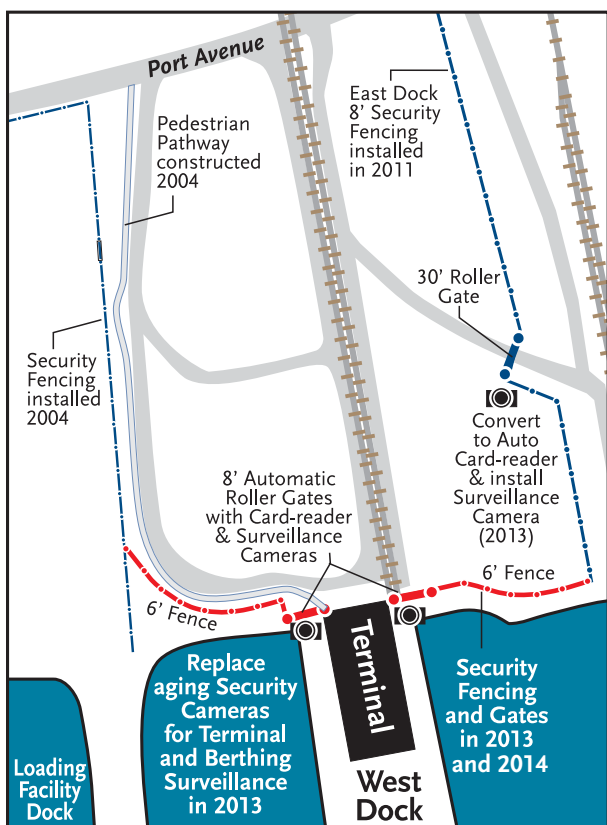 Port Avenue
Pedestrian
Pathway
constructed
2004
East Dock
8' Security
Fencing
installed
in 2011
30' Roller
Gate
Security
Fencing
installed
2004
Convert
to Auto
Card-reader
& install
Surveillance
Camera
(2013)
8' Automatic
Roller Gates
with Card-reader
& Surveillance
Cameras
6' Fence
6' Fence
Terminal
Replace
aging Security
Cameras
for Terminal
and Berthing
Surveillance
in 2013
Security
Fencing
and Gates
in 2013
and 2014
Loading
Facility
Dock
West
Dock